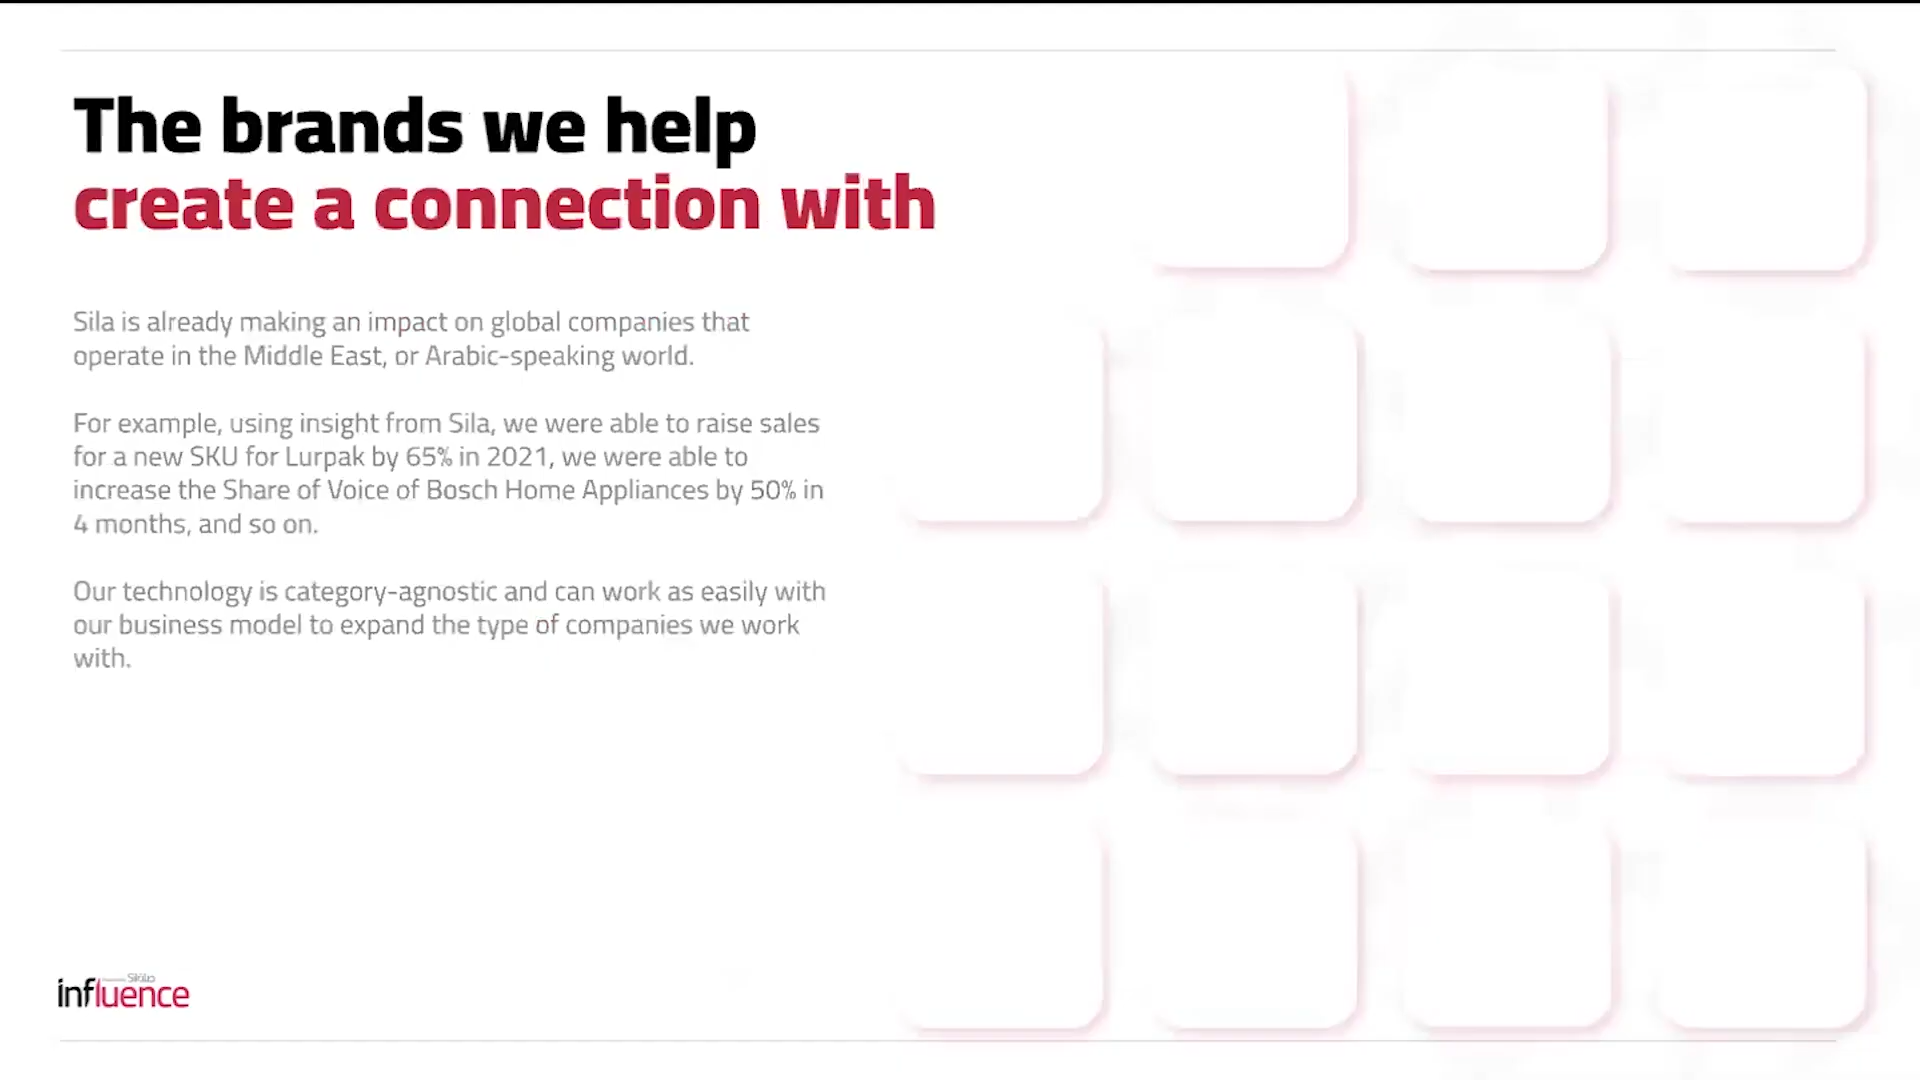 The brands we help
create a connection with
Sila is already making an impact on global companies that
operate in the Middle East, or Arabic-speaking world.
For example, using insight from Sila, we were able to raise sales
for a new SKU for Lurpak by 65% in 2021, we were able to
increase the Share of Voice of Bosch Home Appliances by 50% in
4 months, and so on.
Our technology is category-agnostic and can work as easily with
our business model to expand the type of companies we work
with.
influence